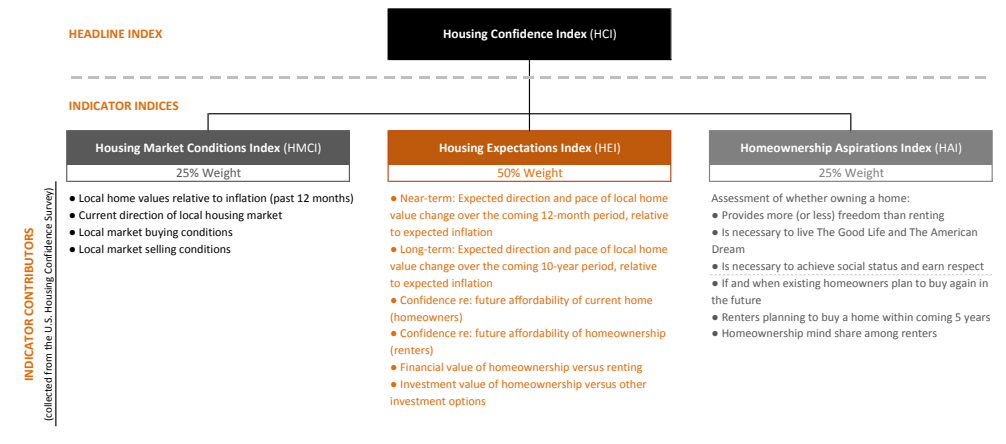 HEADLINE INDEX
Housing Confidence Index (HCI)
INDICATOR INDICES
Housing Market Conditions Index (HMCI)
25% Weight
● Local home values relative to inflation (past 12 months)
● Current direction of local housing market
● Local market buying conditions
● Local market selling conditions
Housing Expectations Index (HEI)
50% Weight
● Near-term: Expected direction and pace of local home
value change over the coming 12-month period, relative
to expected inflation
● Long-term: Expected direction and pace of local home
value change over the coming 10-year period, relative
to expected inflation
● Confidence re: future affordability of current home
(homeowners)
● Confidence re: future affordability of homeownership
(renters)
● Financial value of homeownership versus renting
● Investment value of homeownership versus other
investment options
Homeownership Aspirations Index (HAI)
25% Weight
Assessment of whether owning a home:
● Provides more (or less) freedom than renting
● Is necessary to live The Good Life and The American
Dream
● Is necessary to achieve social status and earn respect
● If and when existing homeowners plan to buy again in
the future
● Renters planning to buy a home within coming 5 years
● Homeownership mind share among renters
INDICATOR CONTRIBUTORS
(collected from the U.S. Housing Confidence Survey)